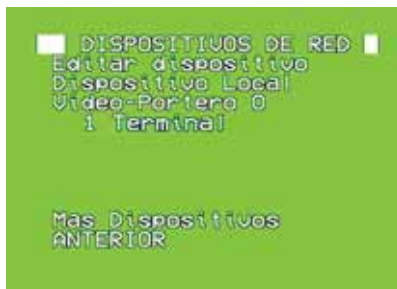 DISPOSITIVOS DE RED
Editar dispositivo
Dispositivo Local
Video-Portero 0
1 Terminal
Mas Dispositivos
ANTERIOR